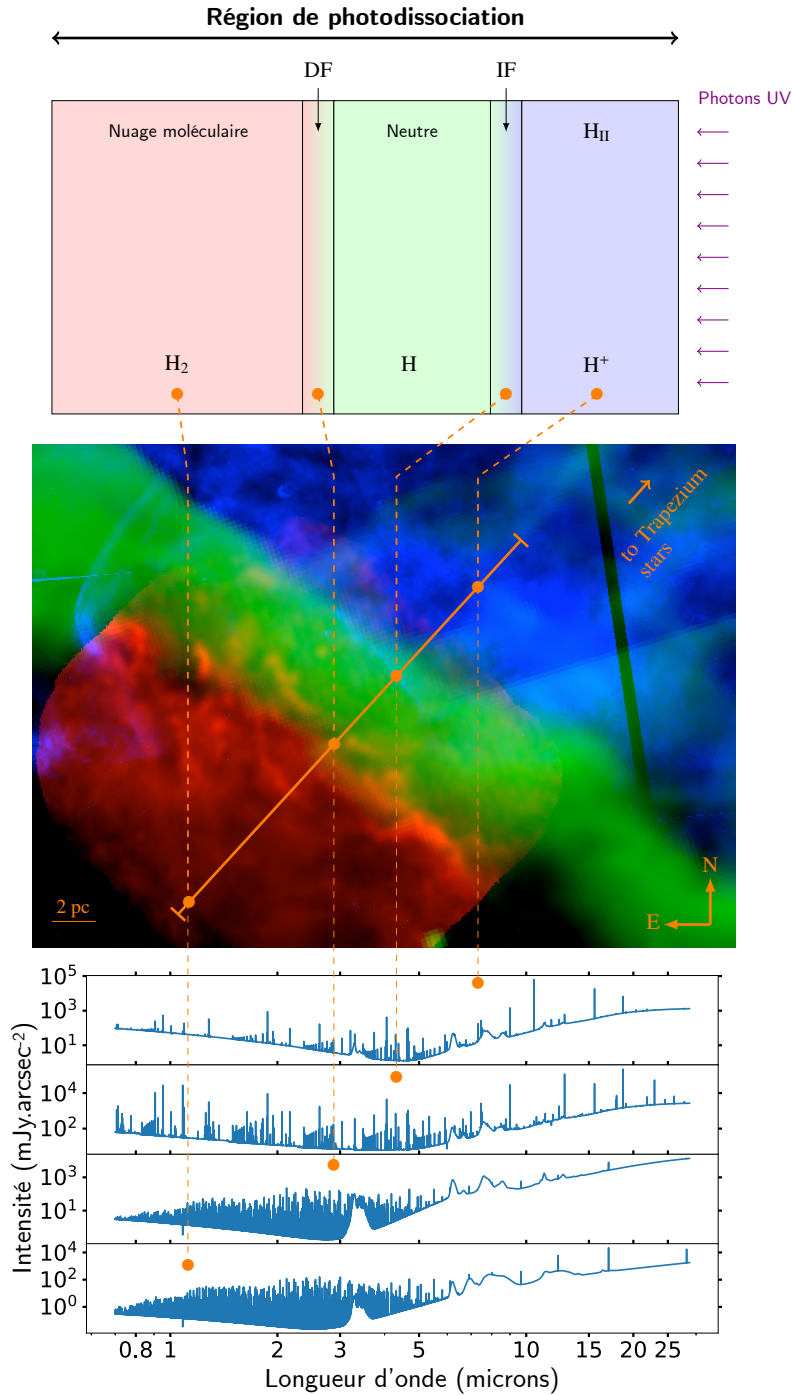 Région de photodissociation
DF
IF
Photons UV
Nuage moléculaire
Neutre
H_II
H_2
H
H^+
to Trapezium
stars
2 pc
N
E
10^5
10^3
10^1
10^4
10^2
10^3
10^1
10^4
10^2
10^0
Intensité (mJy.arcsec^-2)
0.8 1 2 3 5 10 15 20 25
Longueur d'onde (microns)